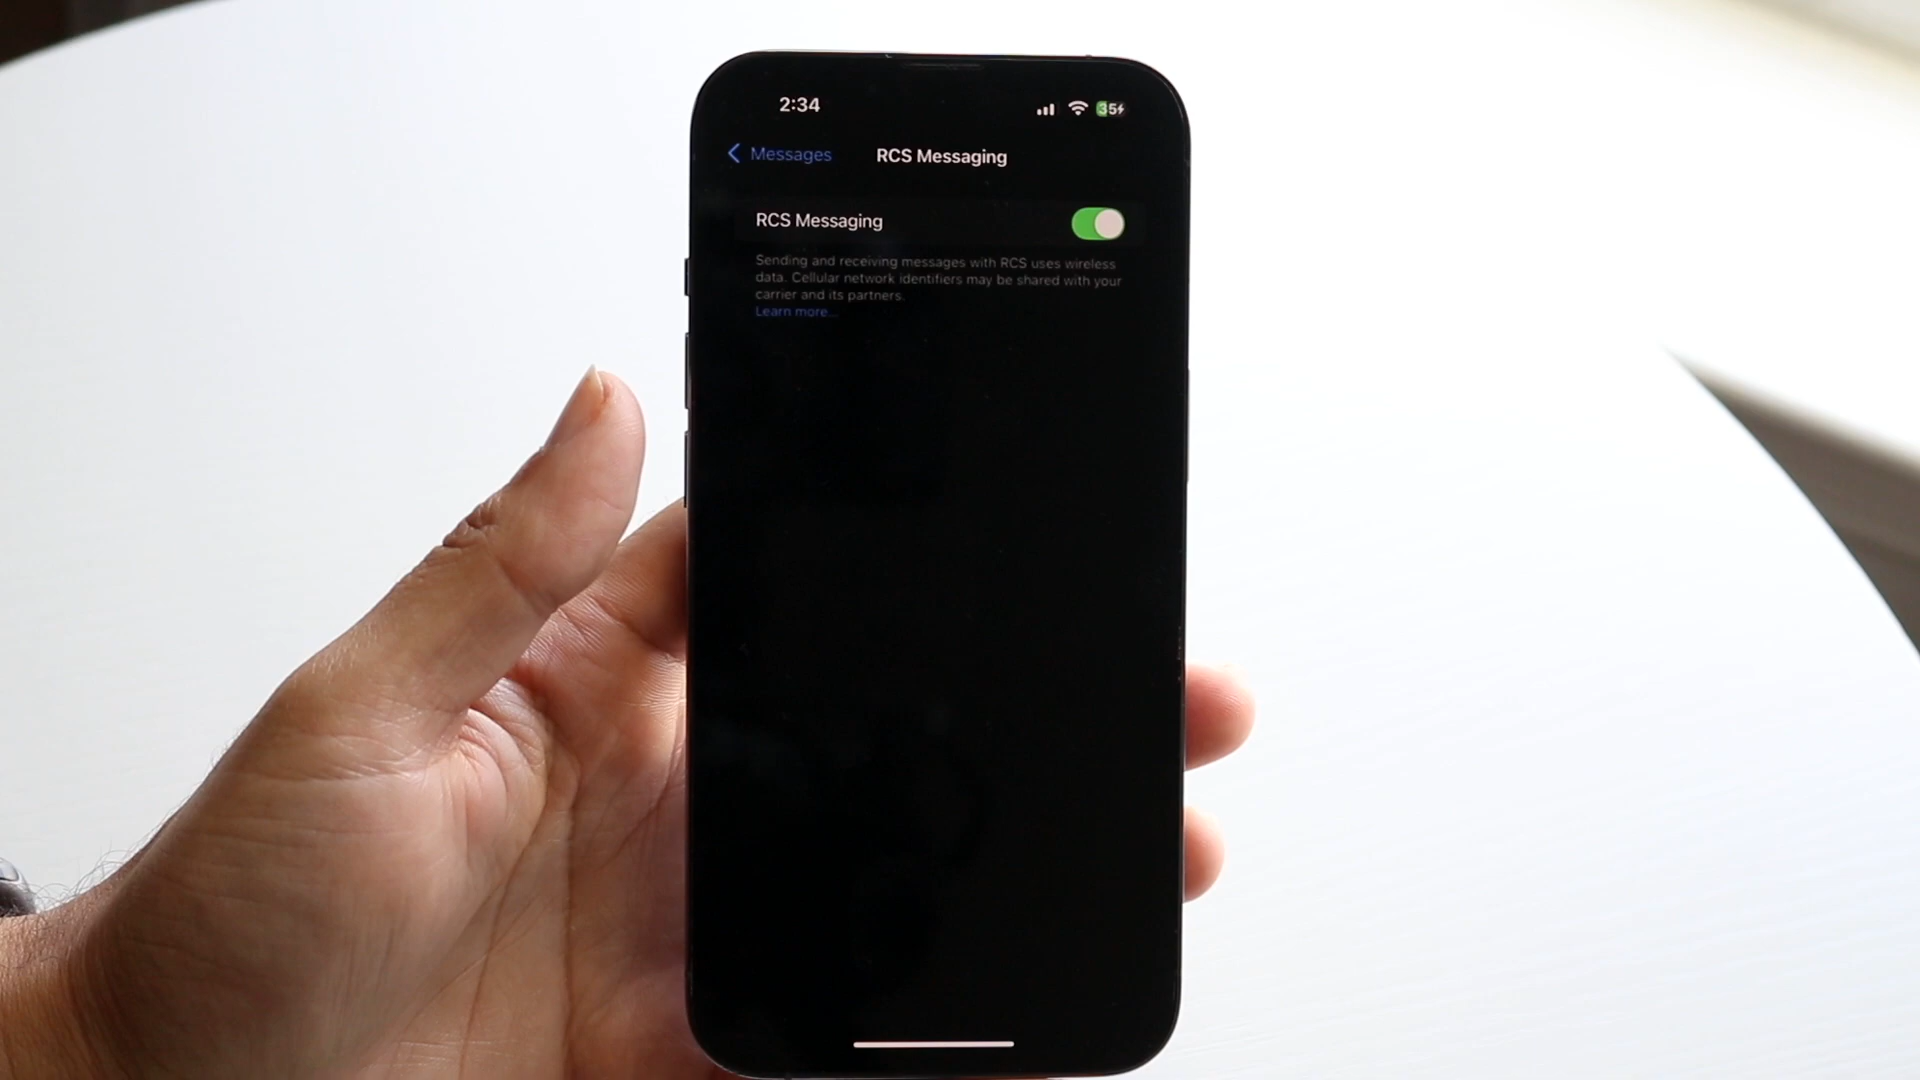 2:34
35
Messages
RCS Messaging
RCS Messaging
Sending and receiving messages with RCS uses wireless
data. Cellular network identifiers may be shared with your
carrier and its partners.
Learn more...